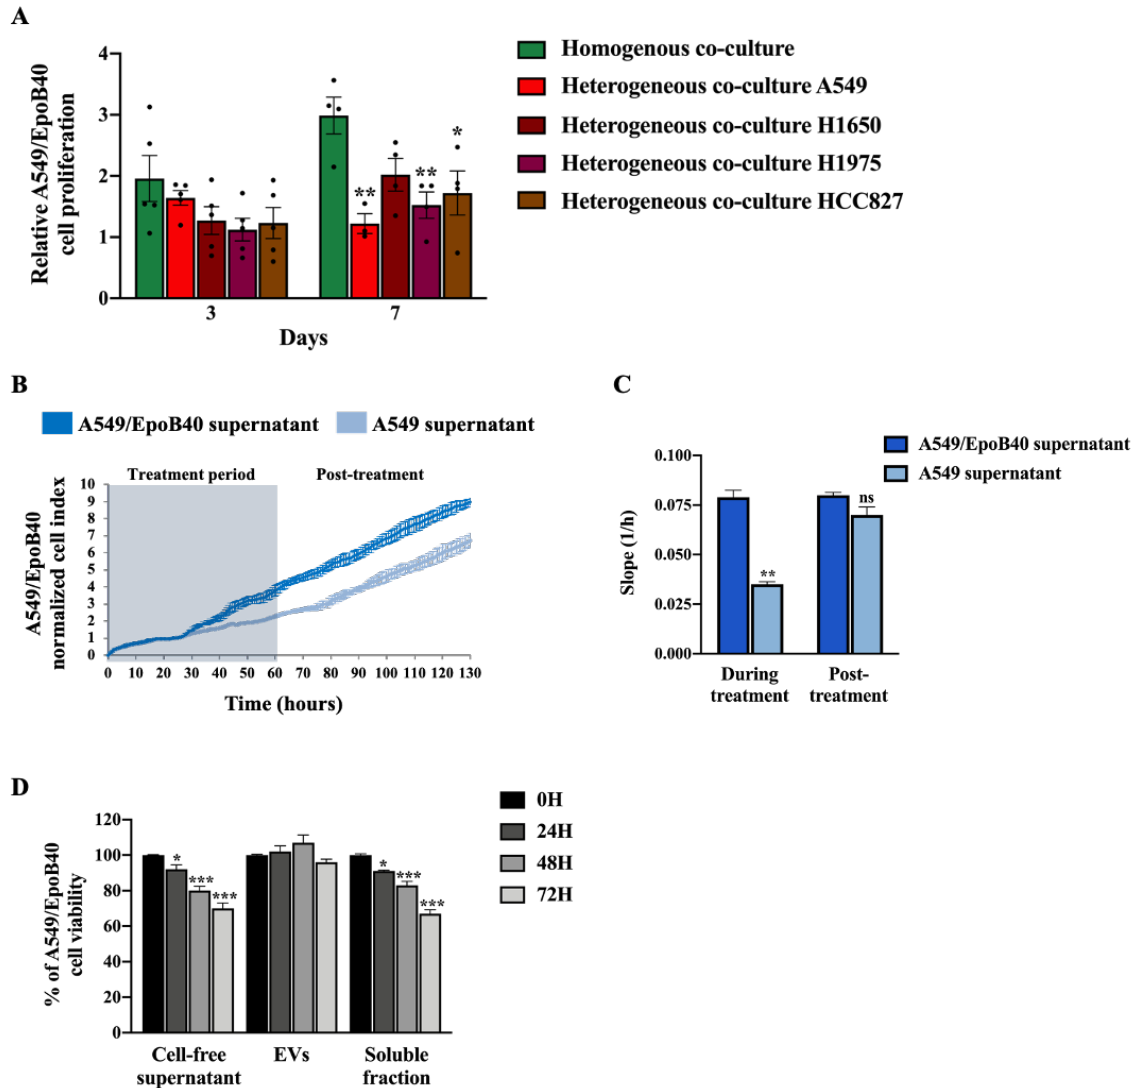 A
Relative A549/EpoB40
cell proliferation
4
3
2
1
0
**
**
*
3
7
Days
Homogenous co-culture
Heterogeneous co-culture A549
Heterogeneous co-culture H1650
Heterogeneous co-culture H1975
Heterogeneous co-culture HCC827
B
A549/EpoB40 supernatant
A549 supernatant
Treatment period
Post-treatment
A549/EpoB40
normalized cell index
10
9
8
7
6
5
4
3
2
1
0
0 10 20 30 40 50 60 70 80 90 100 110 120 130
Time (hours)
C
A549/EpoB40 supernatant
A549 supernatant
Slope (1/h)
0.100
0.075
0.050
0.025
0.000
**
ns
During
treatment
Post-
treatment
D
% of A549/EpoB40
cell viability
120
100
80
60
40
20
0
*
***
***
*
***
***
Cell-free
supernatant
EVs
Soluble
fraction
0H
24H
48H
72H